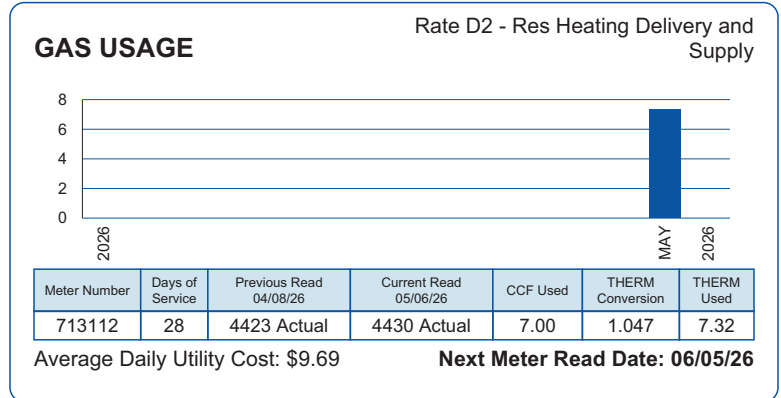 GAS USAGE
Rate D2 - Res Heating Delivery and
Supply
8
6
4
2
0
2026
MAY
2026
Meter Number
Days of
Service
Previous Read
04/08/26
Current Read
05/06/26
CCF Used
THERM
Conversion
THERM
Used
713112
28
4423 Actual
4430 Actual
7.00
1.047
7.32
Average Daily Utility Cost: $9.69
Next Meter Read Date: 06/05/26